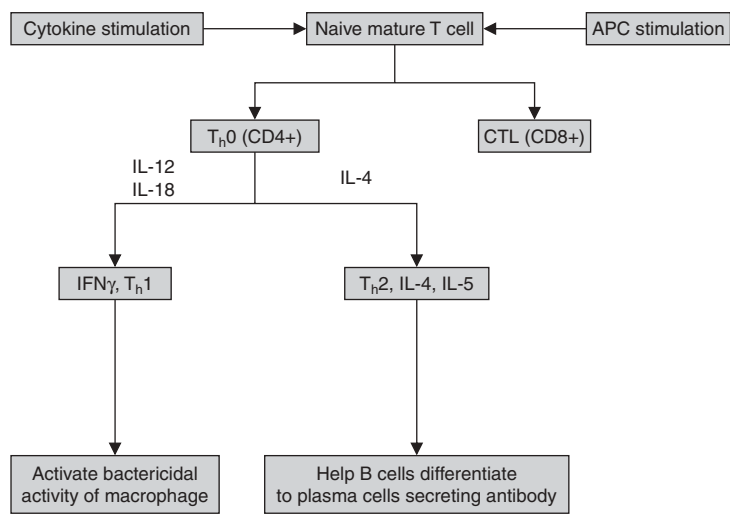 Cytokine stimulation
Naive mature T cell
APC stimulation
Th0 (CD4+)
CTL (CD8+)
IL-12
IL-18
IL-4
IFNγ, Th1
Th2, IL-4, IL-5
Activate bactericidal
activity of macrophage
Help B cells differentiate
to plasma cells secreting antibody